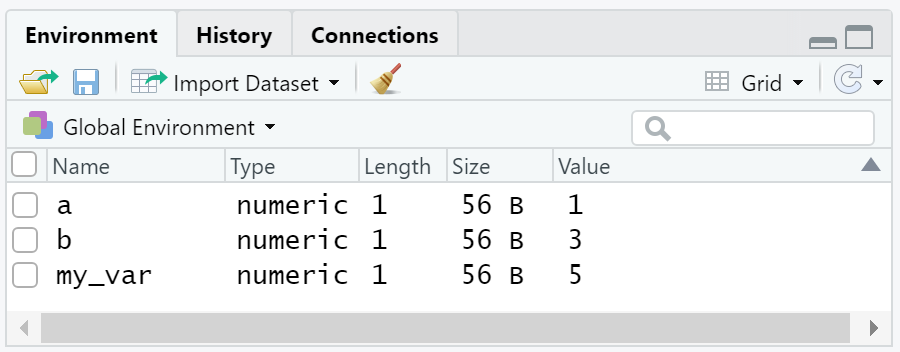 Environment History Connections
Import Dataset Grid
Global Environment
Name Type Length Size Value
a numeric 1 56 B 1
b numeric 1 56 B 3
my_var numeric 1 56 B 5